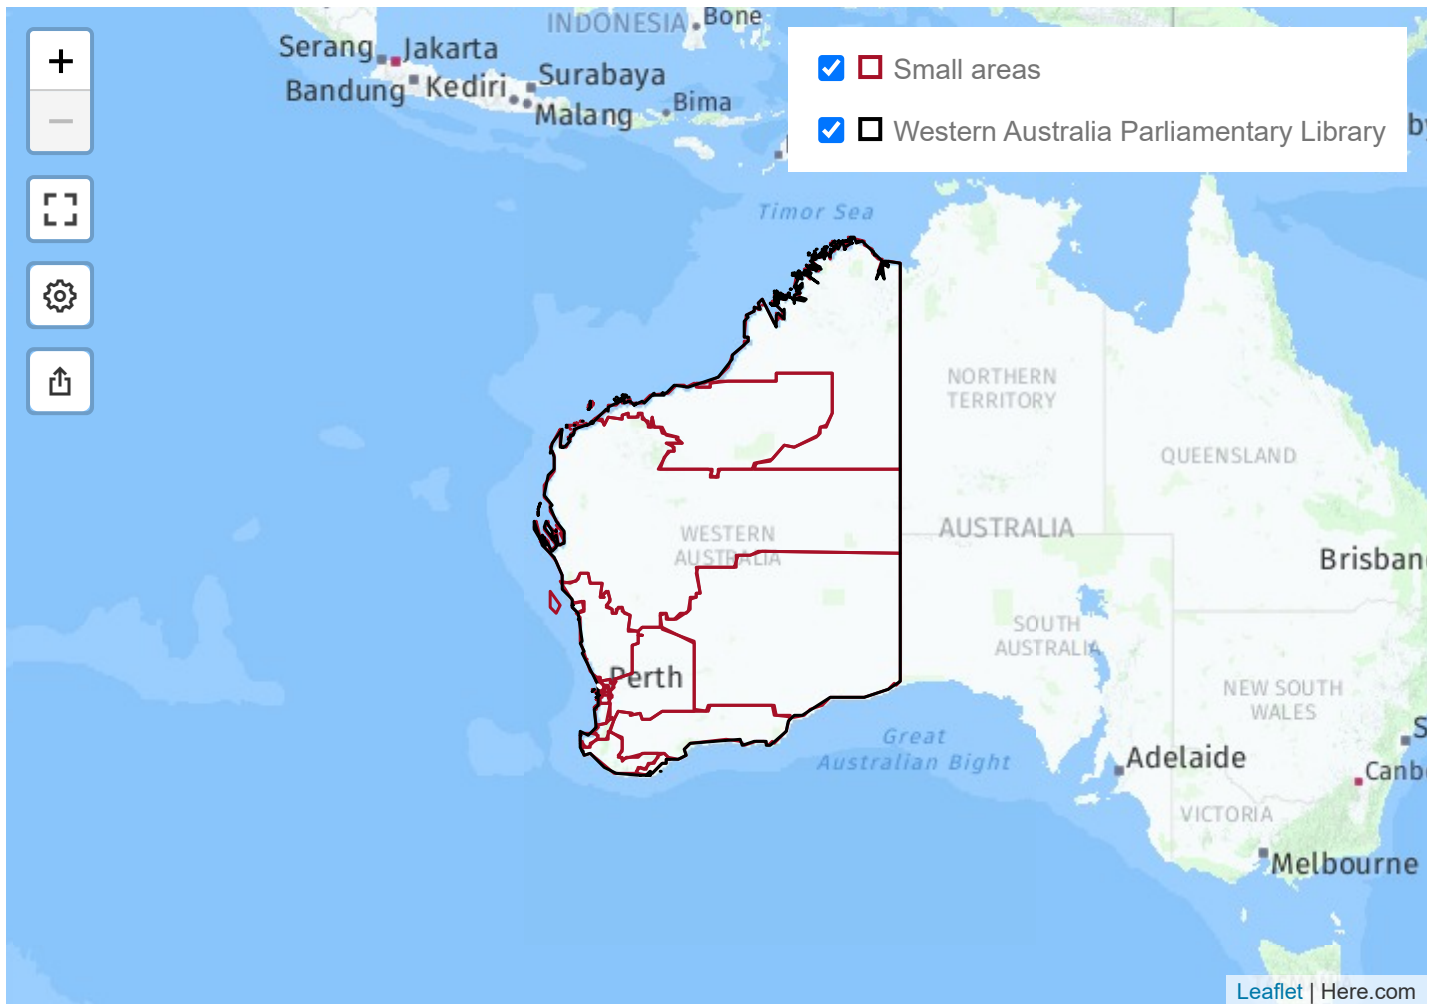 INDONESIA
Bone
Serang
Jakarta
Bandung
Kediri
Surabaya
Malang
Bima
+
−
Small areas
Western Australia Parliamentary Library
Timor Sea
NORTHERN
TERRITORY
QUEENSLAND
WESTERN
AUSTRALIA
AUSTRALIA
Brisban
SOUTH
AUSTRALIA
Perth
NEW SOUTH
WALES
Great
Australian Bight
Adelaide
Canb
VICTORIA
Melbourne
Leaflet | Here.com